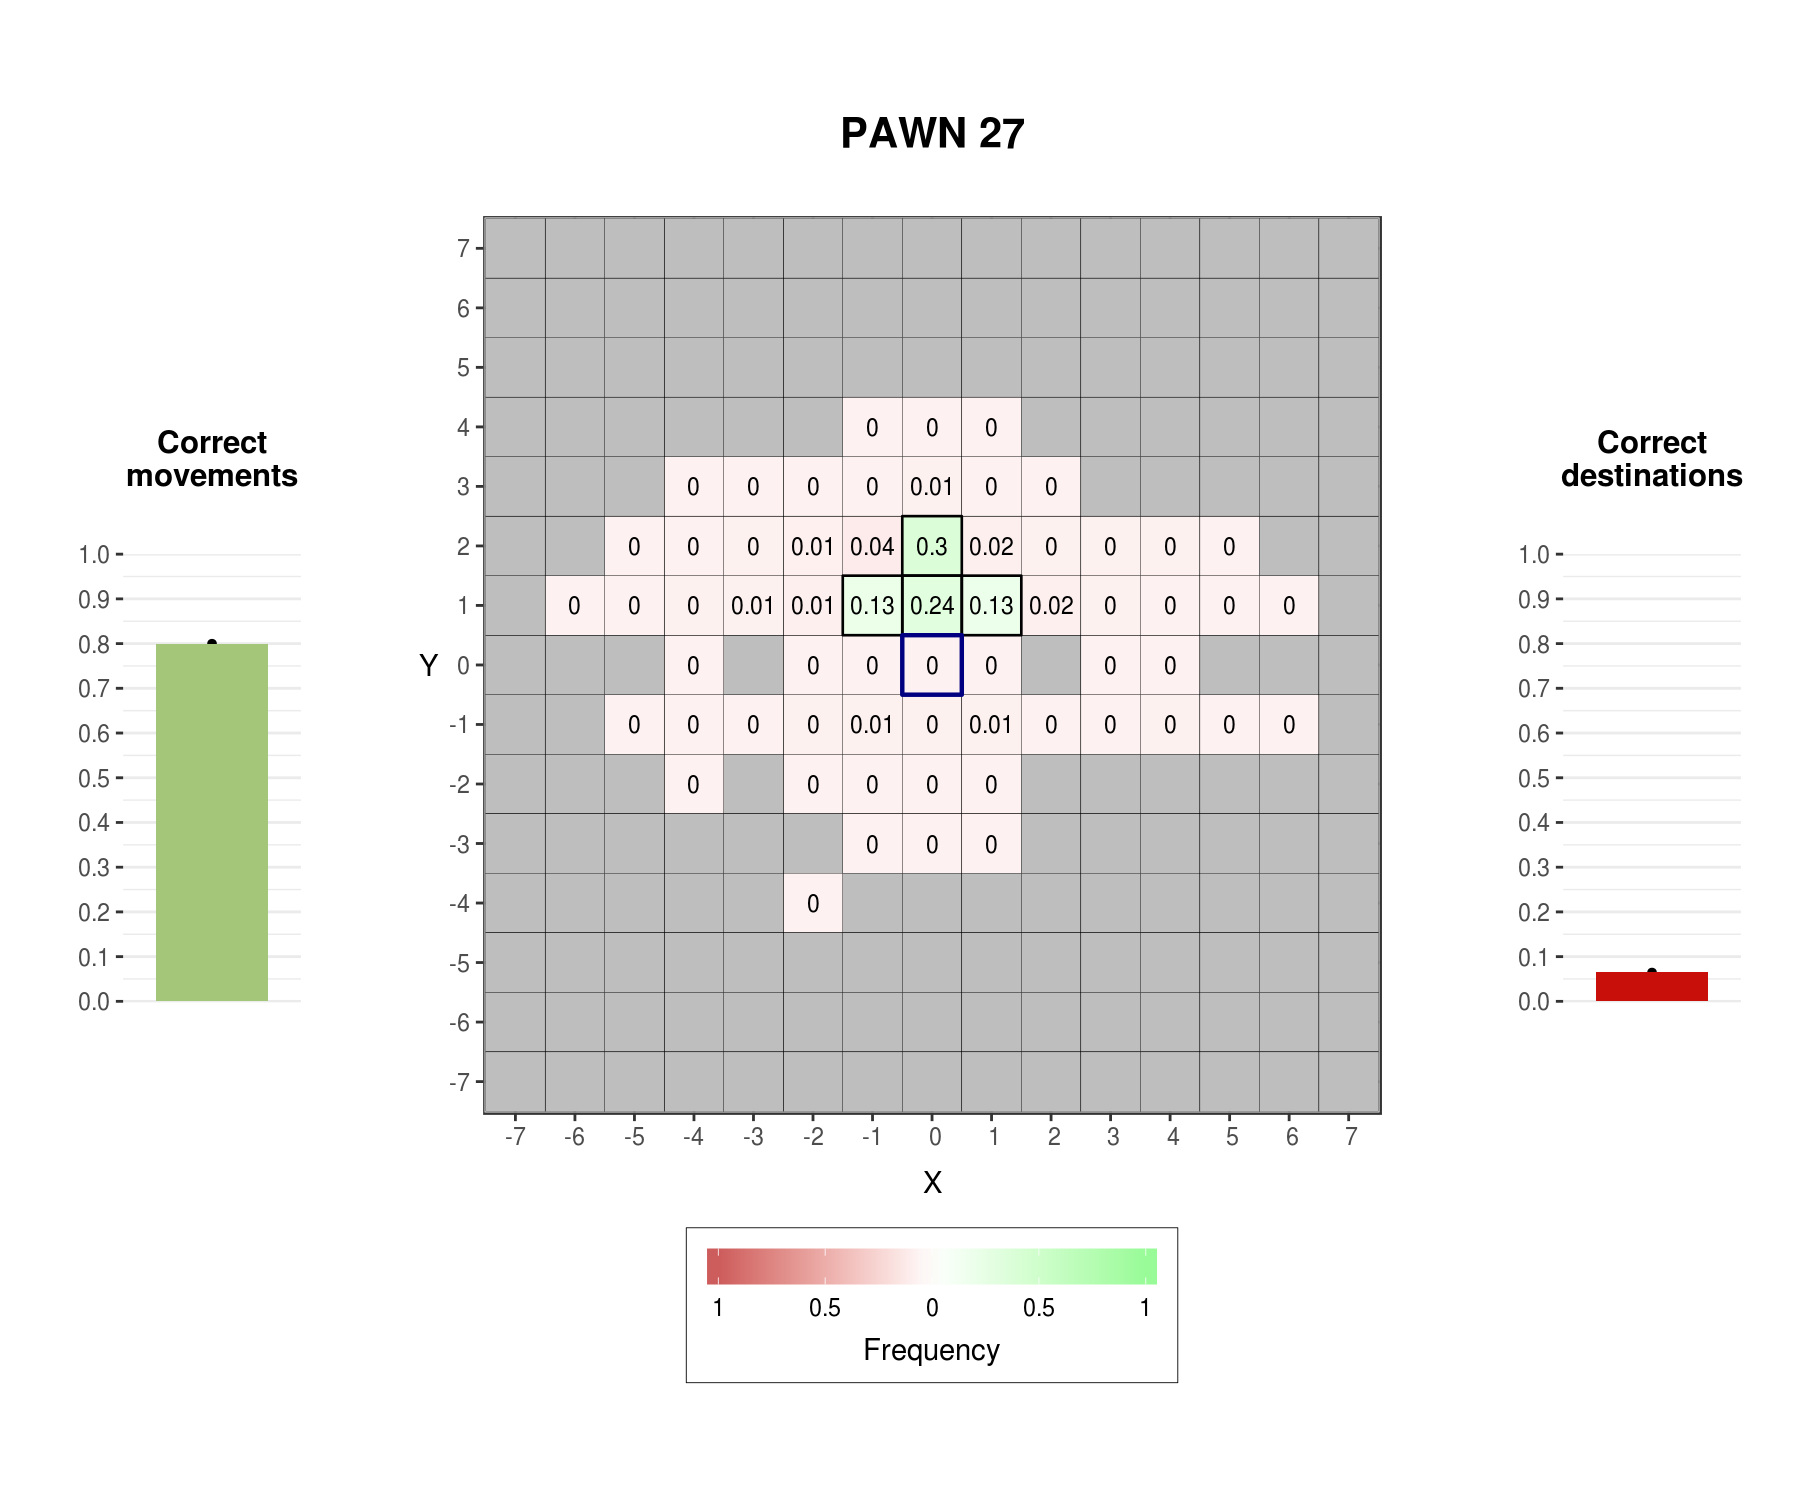 PAWN 27
Correct
movements
1.0
0.9
0.8
0.7
0.6
0.5
0.4
0.3
0.2
0.1
0.0
Y
7
6
5
4 0 0 0
3 0 0 0 0 0.01 0 0
2 0 0 0 0.01 0.04 0.3 0.02 0 0 0 0
1 0 0 0 0.01 0.01 0.13 0.24 0.13 0.02 0 0 0 0
0 0 0 0 0 0 0 0
-1 0 0 0 0 0.01 0 0.01 0 0 0 0 0
-2 0 0 0 0 0
-3 0 0 0
-4 0
-5
-6
-7
-7 -6 -5 -4 -3 -2 -1 0 1 2 3 4 5 6 7
X
1 0.5 0 0.5 1
Frequency
Correct
destinations
1.0
0.9
0.8
0.7
0.6
0.5
0.4
0.3
0.2
0.1
0.0